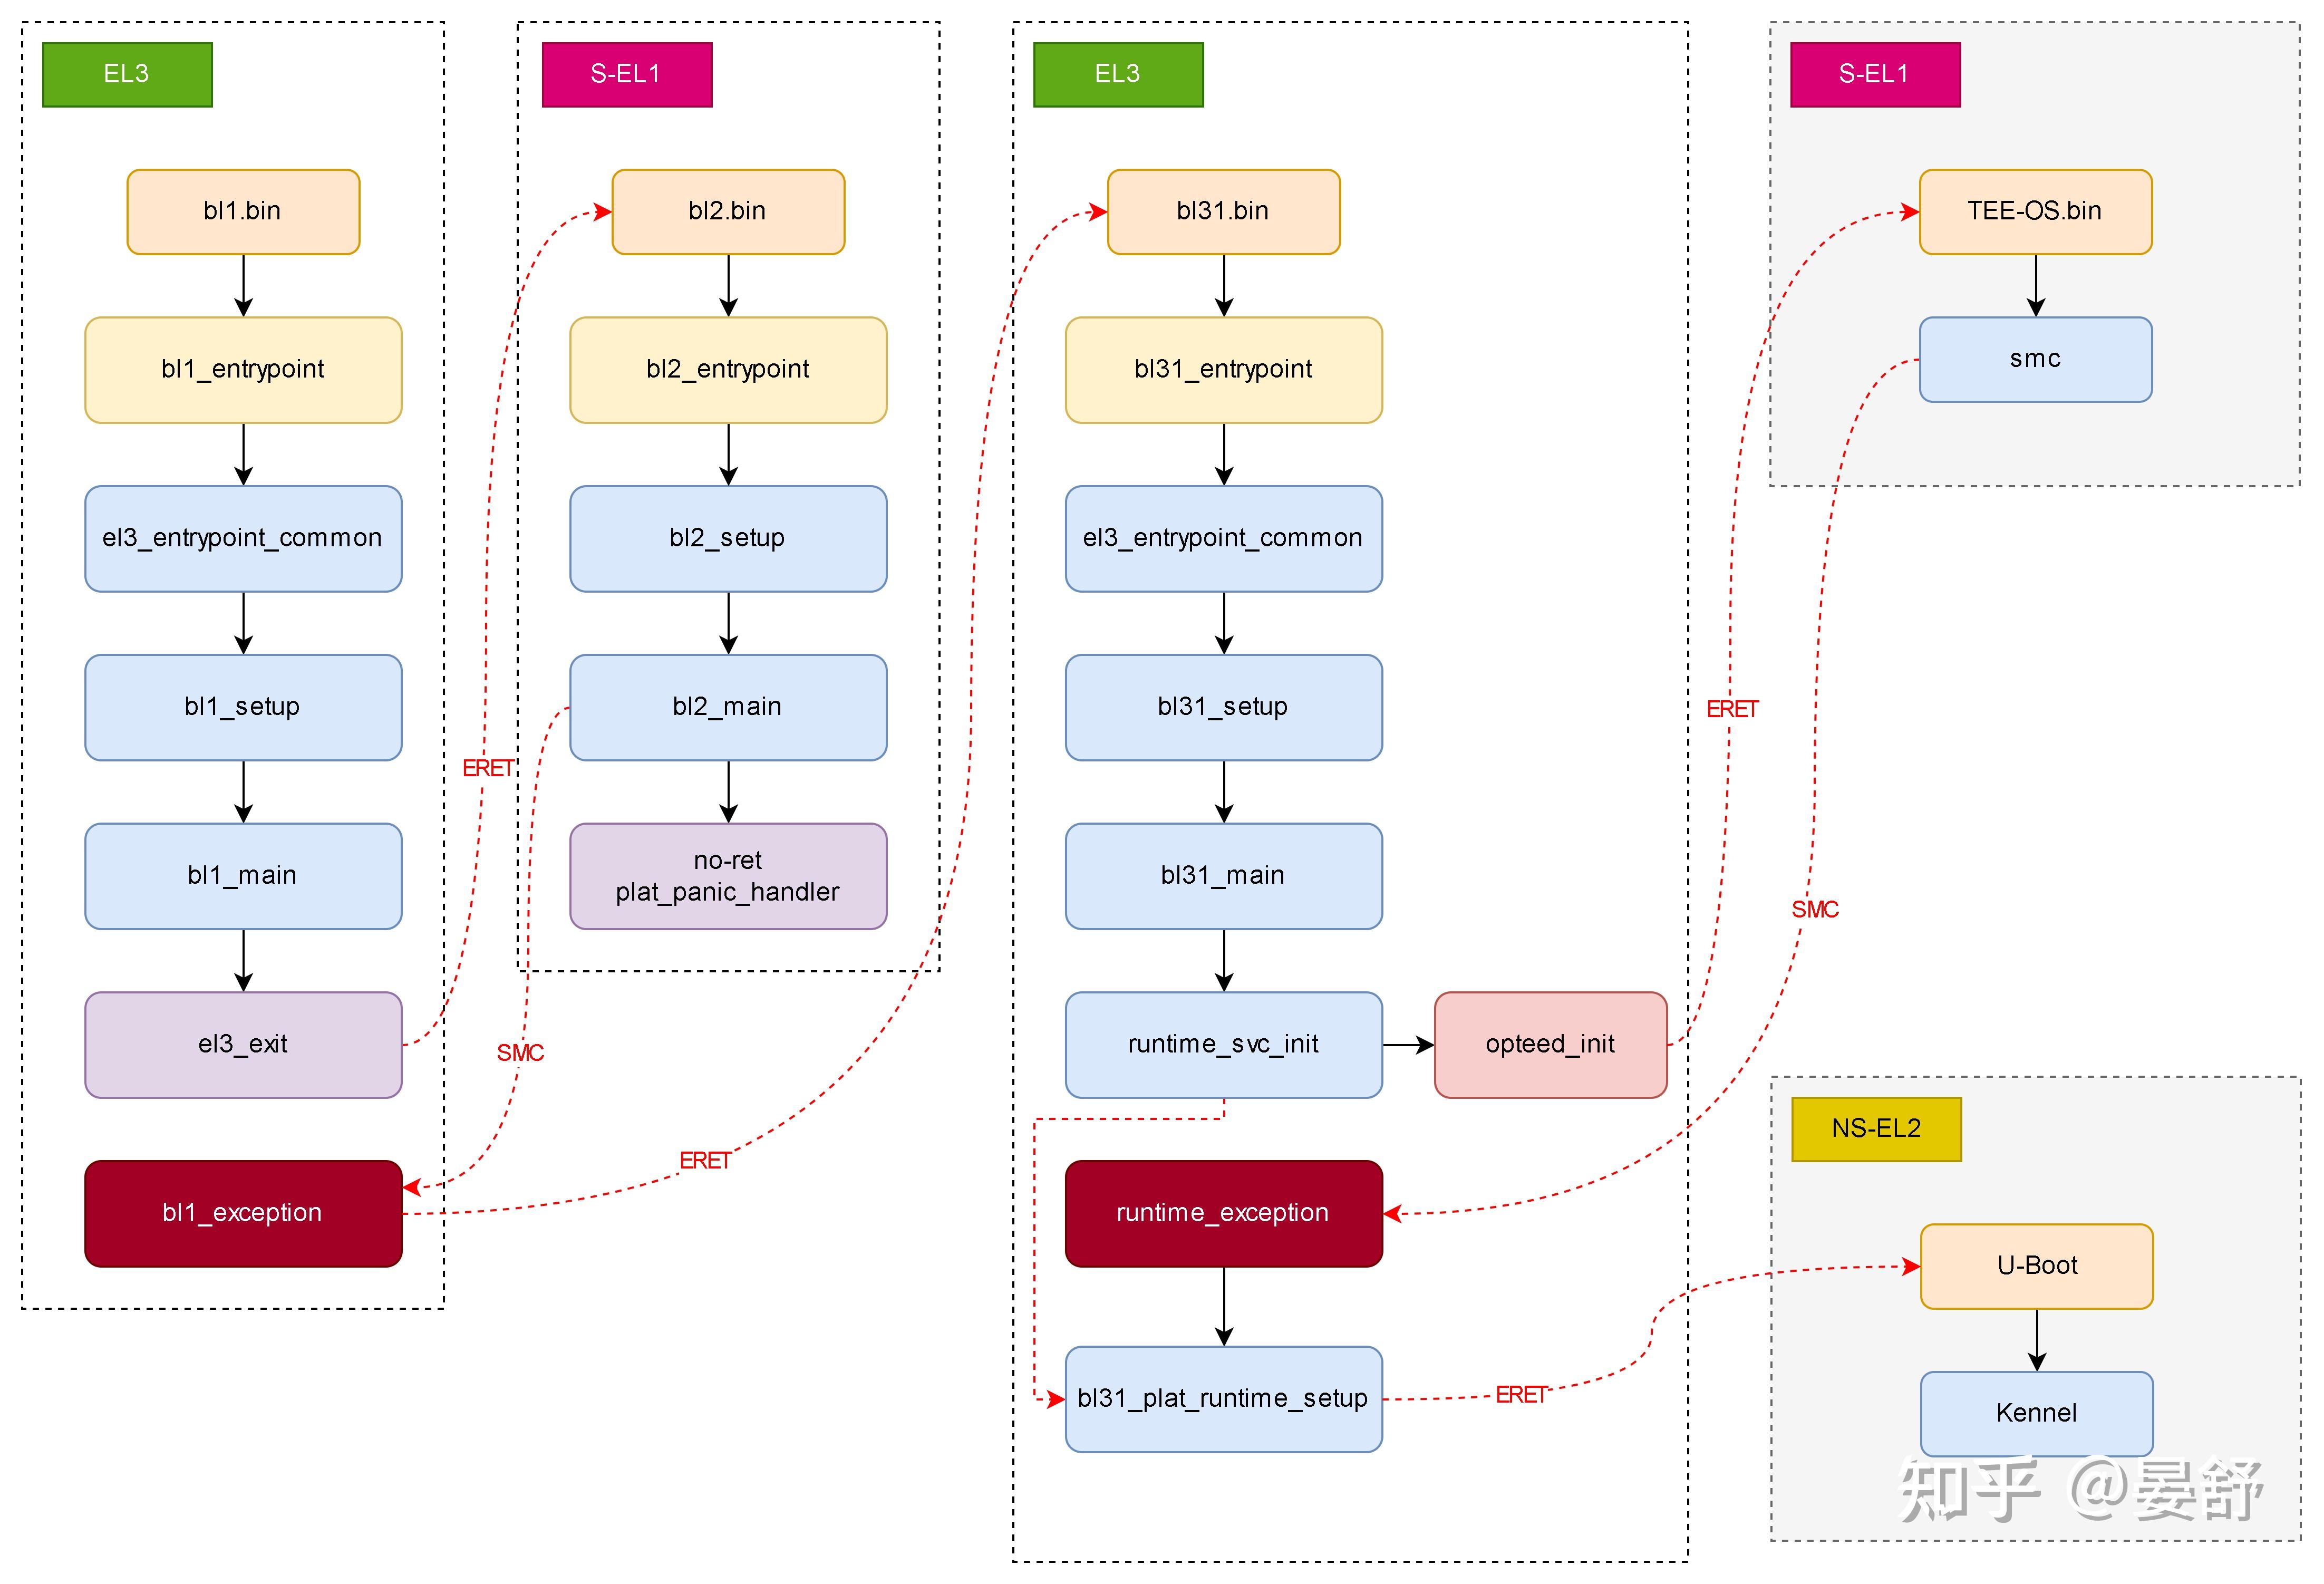 EL3
bl1.bin
bl1_entrypoint
el3_entrypoint_common
bl1_setup
bl1_main
el3_exit
bl1_exception
ERET
SMC
ERET
S-EL1
bl2.bin
bl2_entrypoint
bl2_setup
bl2_main
no-ret
plat_panic_handler
EL3
bl31.bin
bl31_entrypoint
el3_entrypoint_common
bl31_setup
bl31_main
runtime_svc_init
opteed_init
runtime_exception
bl31_plat_runtime_setup
ERET
SMC
ERET
S-EL1
TEE-OS.bin
smc
NS-EL2
U-Boot
Kennel
知乎 @晏舒